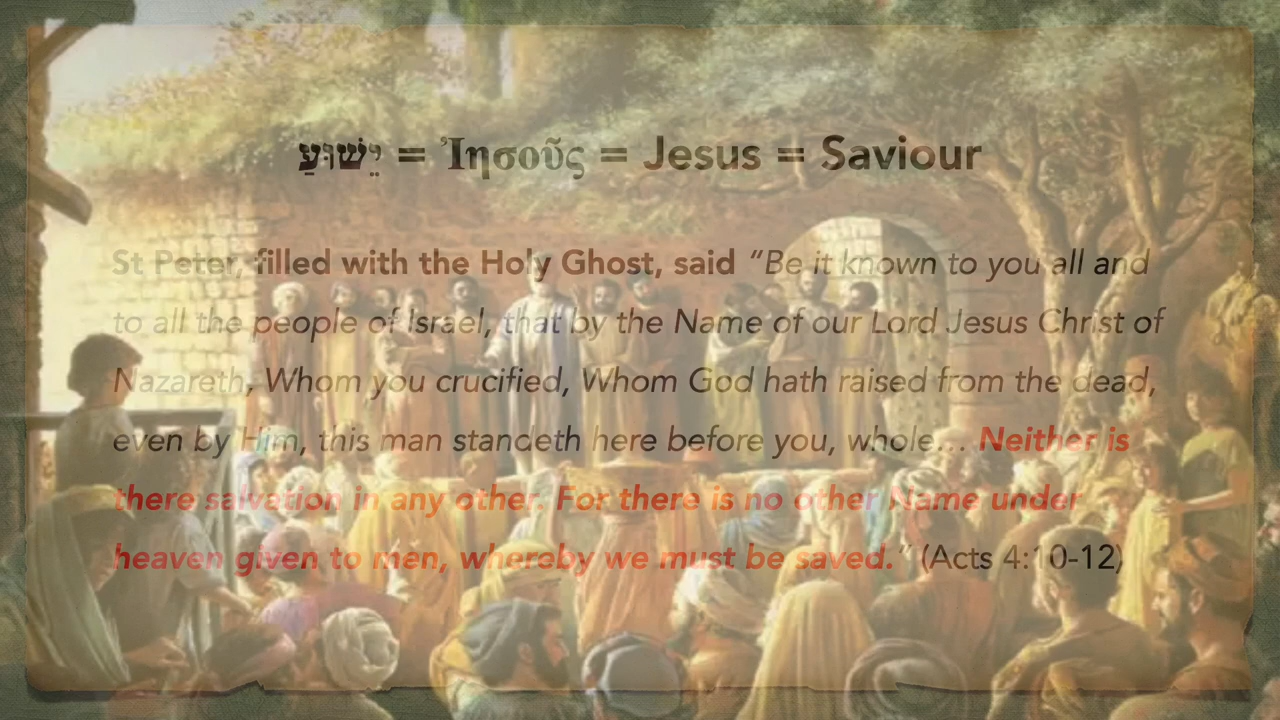 יֵשׁוּעַ = Ἰησοῦς = Jesus = Saviour
St Peter, filled with the Holy Ghost, said “Be it known to you all and
to all the people of Israel, that by the Name of our Lord Jesus Christ of
Nazareth, Whom you crucified, Whom God hath raised from the dead,
even by Him, this man standeth here before you, whole… Neither is
there salvation in any other. For there is no other Name under
heaven given to men, whereby we must be saved.” (Acts 4:10-12)